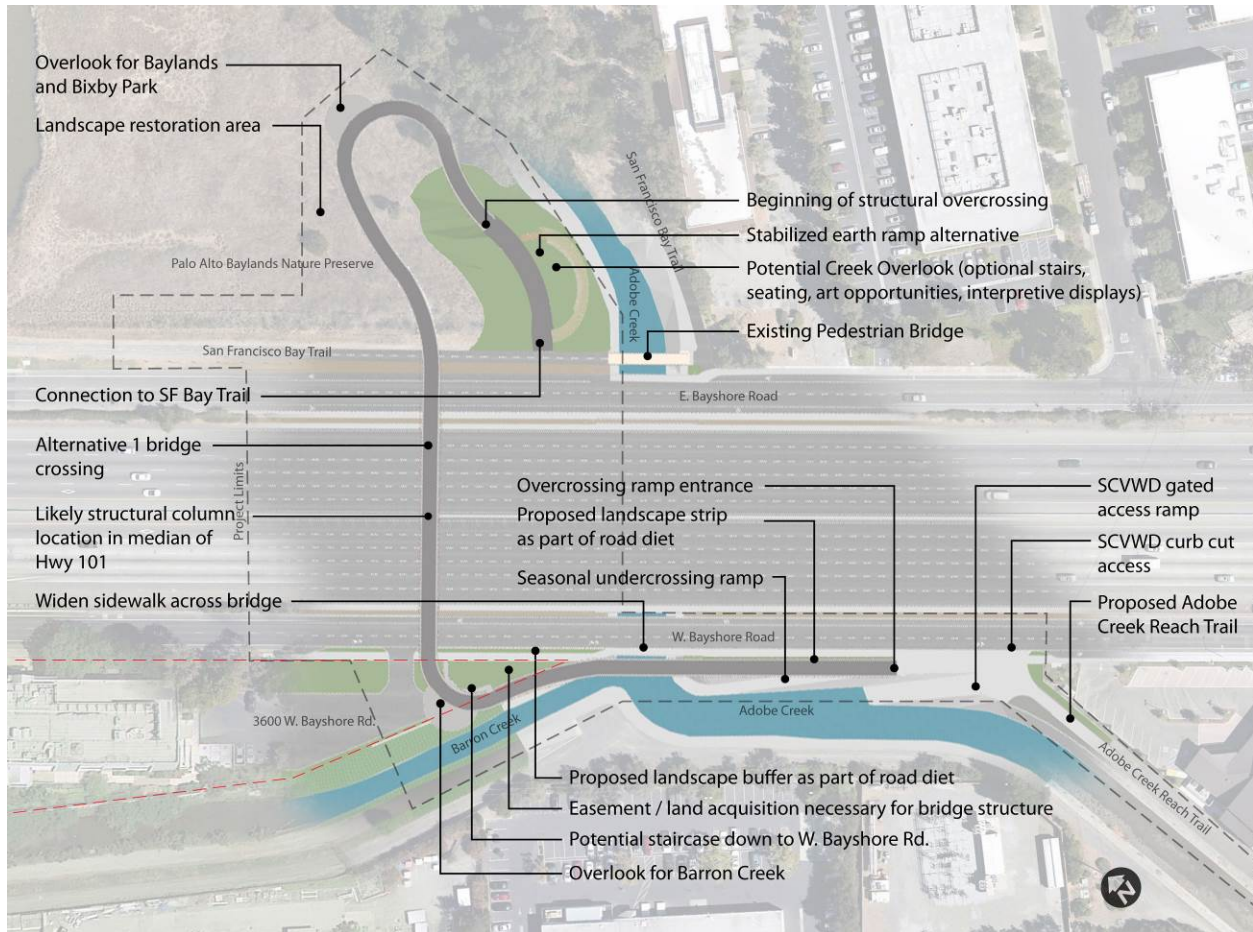 Overlook for Baylands
and Bixby Park
Landscape restoration area
San Francisco Bay Trail
Beginning of structural overcrossing
Stabilized earth ramp alternative
Potential Creek Overlook (optional stairs,
seating, art opportunities, interpretive displays)
Palo Alto Baylands Nature Preserve
Adobe Creek
Existing Pedestrian Bridge
San Francisco Bay Trail
Connection to SF Bay Trail
E. Bayshore Road
Alternative 1 bridge
crossing
Project Limits
Likely structural column
location in median of
Hwy 101
Overcrossing ramp entrance
Proposed landscape strip
as part of road diet
Seasonal undercrossing ramp
SCVWD gated
access ramp
SCVWD curb cut
access
Widen sidewalk across bridge
Proposed Adobe
Creek Reach Trail
W. Bayshore Road
3600 W. Bayshore Rd.
Barron Creek
Adobe Creek
Adobe Creek Reach Trail
Proposed landscape buffer as part of road diet
Easement / land acquisition necessary for bridge structure
Potential staircase down to W. Bayshore Rd.
Overlook for Barron Creek